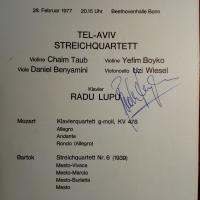 26. Februar 1977 20.15 Uhr Beethovenhalle Bonn
TEL-AVIV
STREICHQUARTETT
Violine Chaim Taub Violine Yefim Boyko
Viola Daniel Benyamini Violoncello Uzi Wiesel
Klavier
RADU LUPU
Mozart Klavierquartett g-moll, KV 478
Allegro
Andante
Rondo (Allegro)
Bartok Streichquartett Nr. 6 (1939)
Mesto-Vivace
Mesto-Marcia
Mesto-Burletta
Mesto